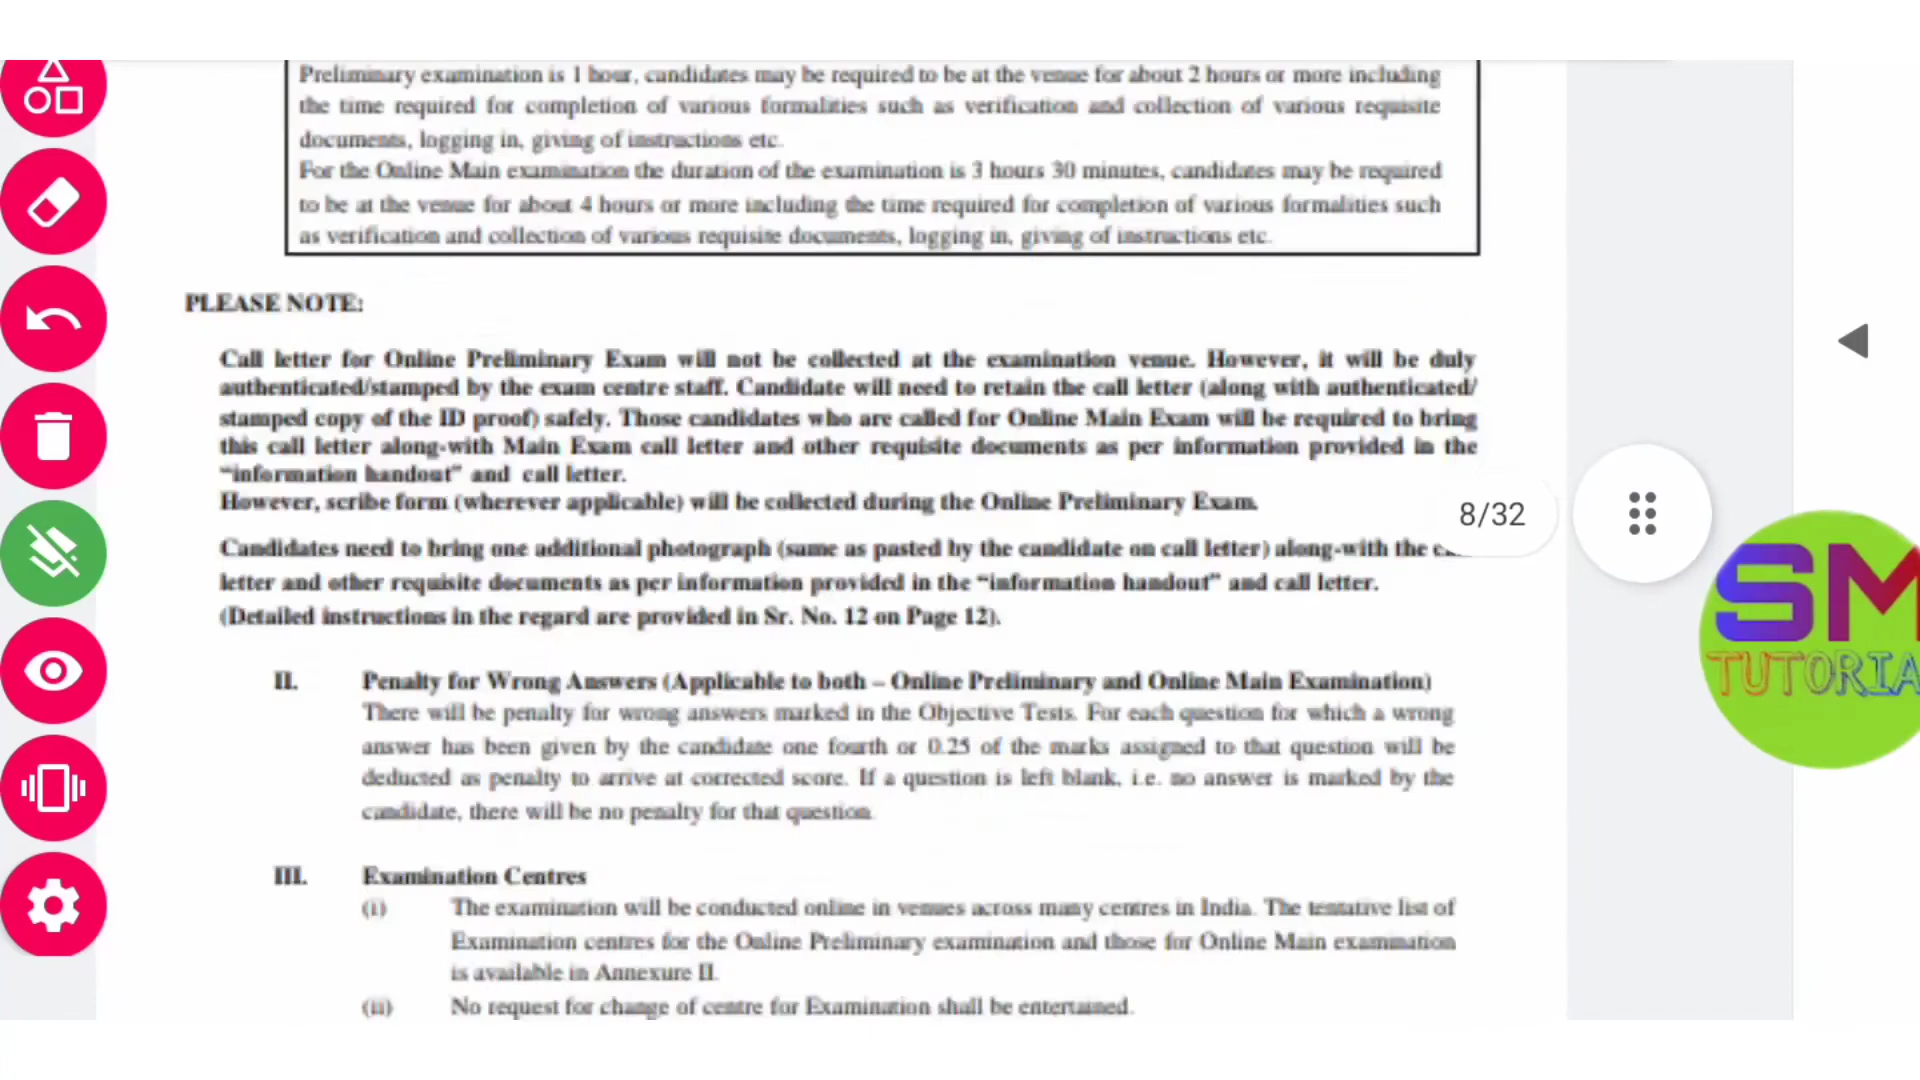 Preliminary examination is 1 hour, candidates may be required to be at the venue for about 2 hours or more including
the time required for completion of various formalities such as verification and collection of various requisite
documents, logging in, giving of instructions etc.
For the Online Main examination the duration of the examination is 3 hours 30 minutes, candidates may be required
to be at the venue for about 4 hours or more including the time required for completion of various formalities such
as verification and collection of various requisite documents, logging in, giving of instructions etc.
PLEASE NOTE:
Call letter for Online Preliminary Exam will not be collected at the examination venue. However, it will be duly
authenticated/stamped by the exam centre staff. Candidate will need to retain the call letter (along with authenticated/
stamped copy of the ID proof) safely. Those candidates who are called for Online Main Exam will be required to bring
this call letter along-with Main Exam call letter and other requisite documents as per information provided in the
“information handout” and call letter.
However, scribe form (wherever applicable) will be collected during the Online Preliminary Exam.
8/32
Candidates need to bring one additional photograph (same as pasted by the candidate on call letter) along-with the
letter and other requisite documents as per information provided in the “information handout” and call letter.
(Detailed instructions in the regard are provided in Sr. No. 12 on Page 12).
II. Penalty for Wrong Answers (Applicable to both – Online Preliminary and Online Main Examination)
There will be penalty for wrong answers marked in the Objective Tests. For each question for which a wrong
answer has been given by the candidate one fourth or 0.25 of the marks assigned to that question will be
deducted as penalty to arrive at corrected score. If a question is left blank, i.e. no answer is marked by the
candidate, there will be no penalty for that question.
III. Examination Centres
(i) The examination will be conducted online in venues across many centres in India. The tentative list of
Examination centres for the Online Preliminary examination and those for Online Main examination
is available in Annexure II.
(ii) No request for change of centre for Examination shall be entertained.
SM
TUTORIA